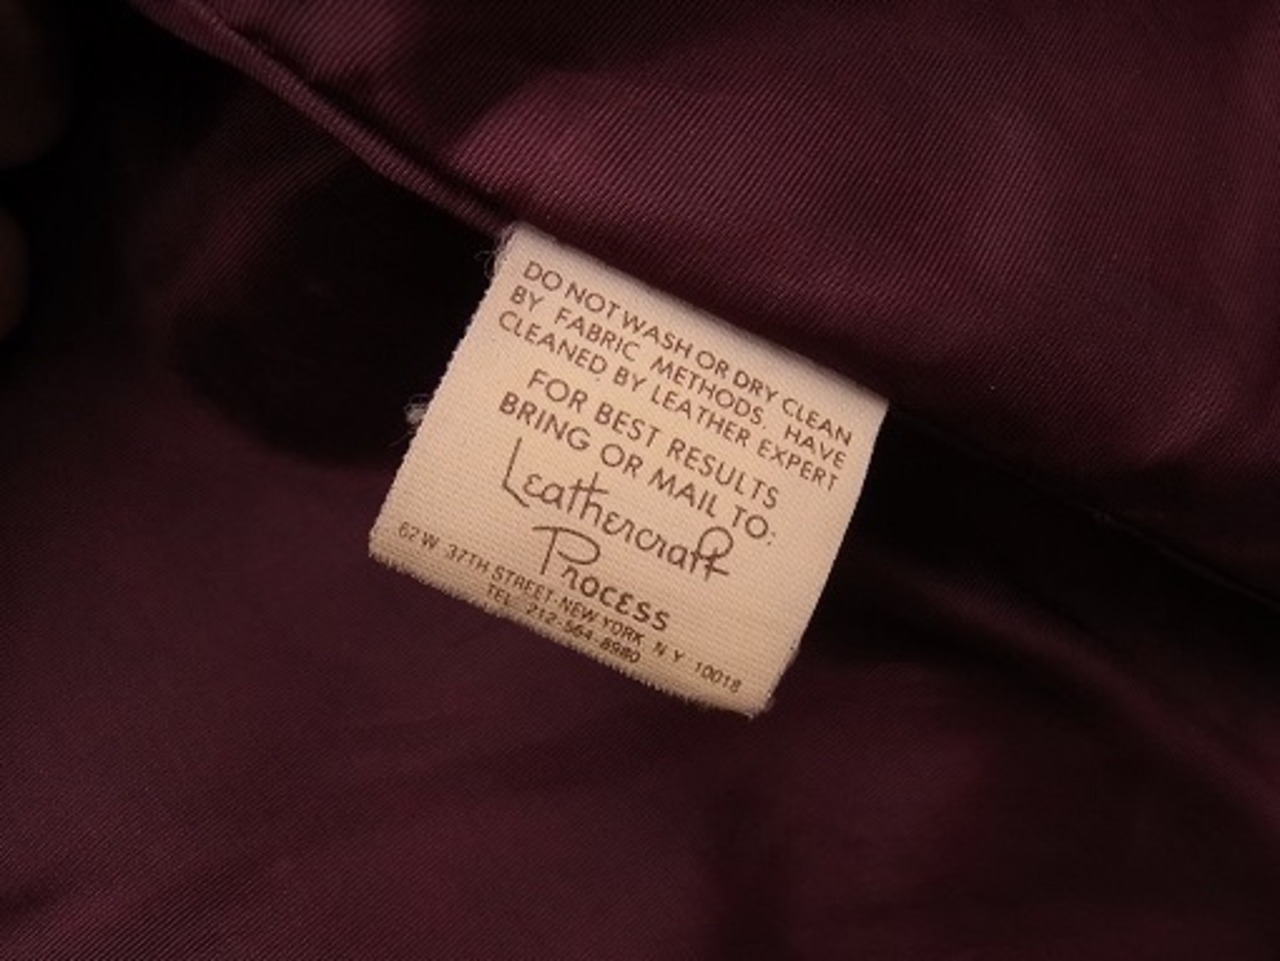 DO NOT WASH OR DRY CLEAN
BY FABRIC METHODS. HAVE
CLEANED BY LEATHER EXPERT
FOR BEST RESULTS
BRING OR MAIL TO:
Leathercraft
Process
62 W. 37TH STREET-NEW YORK, N Y 10018
TEL. 212-564-8980